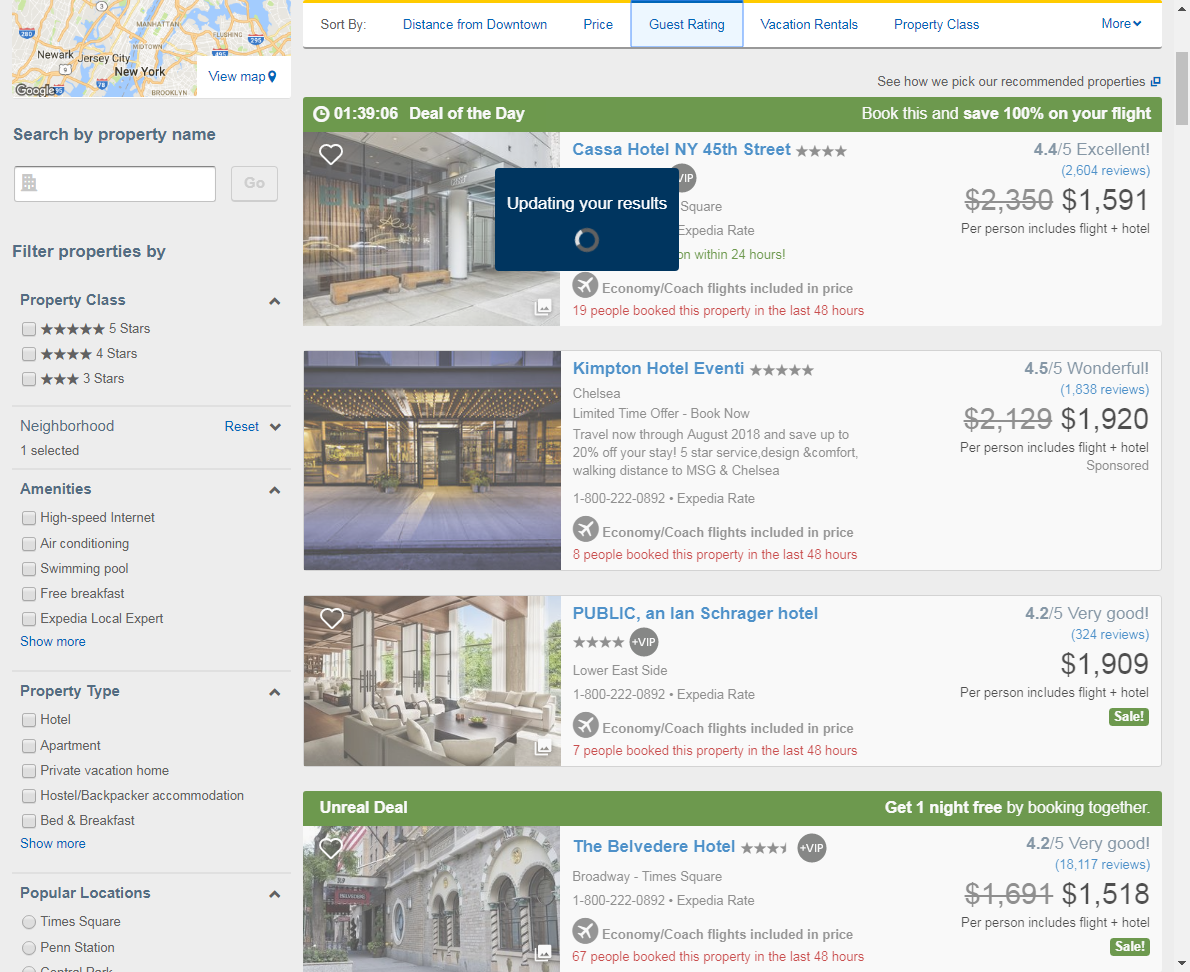 MANHATTAN
FLUSHING
Newark
Jersey City
MIDTOWN
New York
BROOKLYN
Google
View map
Sort By:
Distance from Downtown
Price
Guest Rating
Vacation Rentals
Property Class
More
See how we pick our recommended properties
Search by property name
Go
Filter properties by
Property Class
5 Stars
4 Stars
3 Stars
Neighborhood
Reset
1 selected
Amenities
High-speed Internet
Air conditioning
Swimming pool
Free breakfast
Expedia Local Expert
Show more
Property Type
Hotel
Apartment
Private vacation home
Hostel/Backpacker accommodation
Bed & Breakfast
Show more
Popular Locations
Times Square
Penn Station
Central Park
01:39:06 Deal of the Day
Book this and save 100% on your flight
Cassa Hotel NY 45th Street
4.4/5 Excellent!
(2,604 reviews)
VIP
Updating your results
Square
$2,350 $1,591
Expedia Rate
Per person includes flight + hotel
on within 24 hours!
Economy/Coach flights included in price
19 people booked this property in the last 48 hours
Kimpton Hotel Eventi
4.5/5 Wonderful!
Chelsea
(1,838 reviews)
Limited Time Offer - Book Now
$2,129 $1,920
Travel now through August 2018 and save up to
20% off your stay! 5 star service,design &comfort,
walking distance to MSG & Chelsea
Per person includes flight + hotel
Sponsored
1-800-222-0892 • Expedia Rate
Economy/Coach flights included in price
8 people booked this property in the last 48 hours
PUBLIC, an Ian Schrager hotel
4.2/5 Very good!
(324 reviews)
+VIP
$1,909
Lower East Side
1-800-222-0892 • Expedia Rate
Per person includes flight + hotel
Sale!
Economy/Coach flights included in price
7 people booked this property in the last 48 hours
Unreal Deal
Get 1 night free by booking together.
The Belvedere Hotel
+VIP
4.2/5 Very good!
(18,117 reviews)
Broadway - Times Square
$1,691 $1,518
1-800-222-0892 • Expedia Rate
Per person includes flight + hotel
Economy/Coach flights included in price
Sale!
67 people booked this property in the last 48 hours